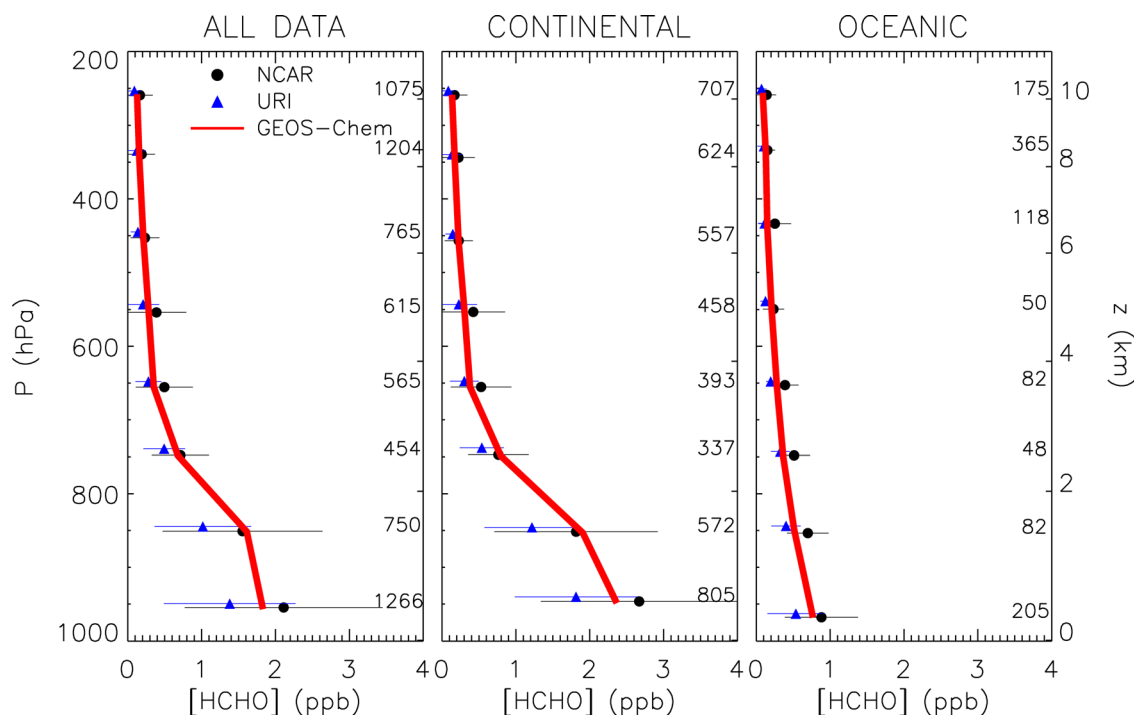 ALL DATA
CONTINENTAL
OCEANIC
NCAR
URI
GEOS-Chem
P (hPa)
200
400
600
800
1000
1075
1204
765
615
565
454
750
1266
707
624
557
458
393
337
572
805
175
365
118
50
82
48
82
205
10
8
6
4
2
0
z (km)
0 1 2 3 4
0 1 2 3 4
0 1 2 3 4
[HCHO] (ppb)
[HCHO] (ppb)
[HCHO] (ppb)